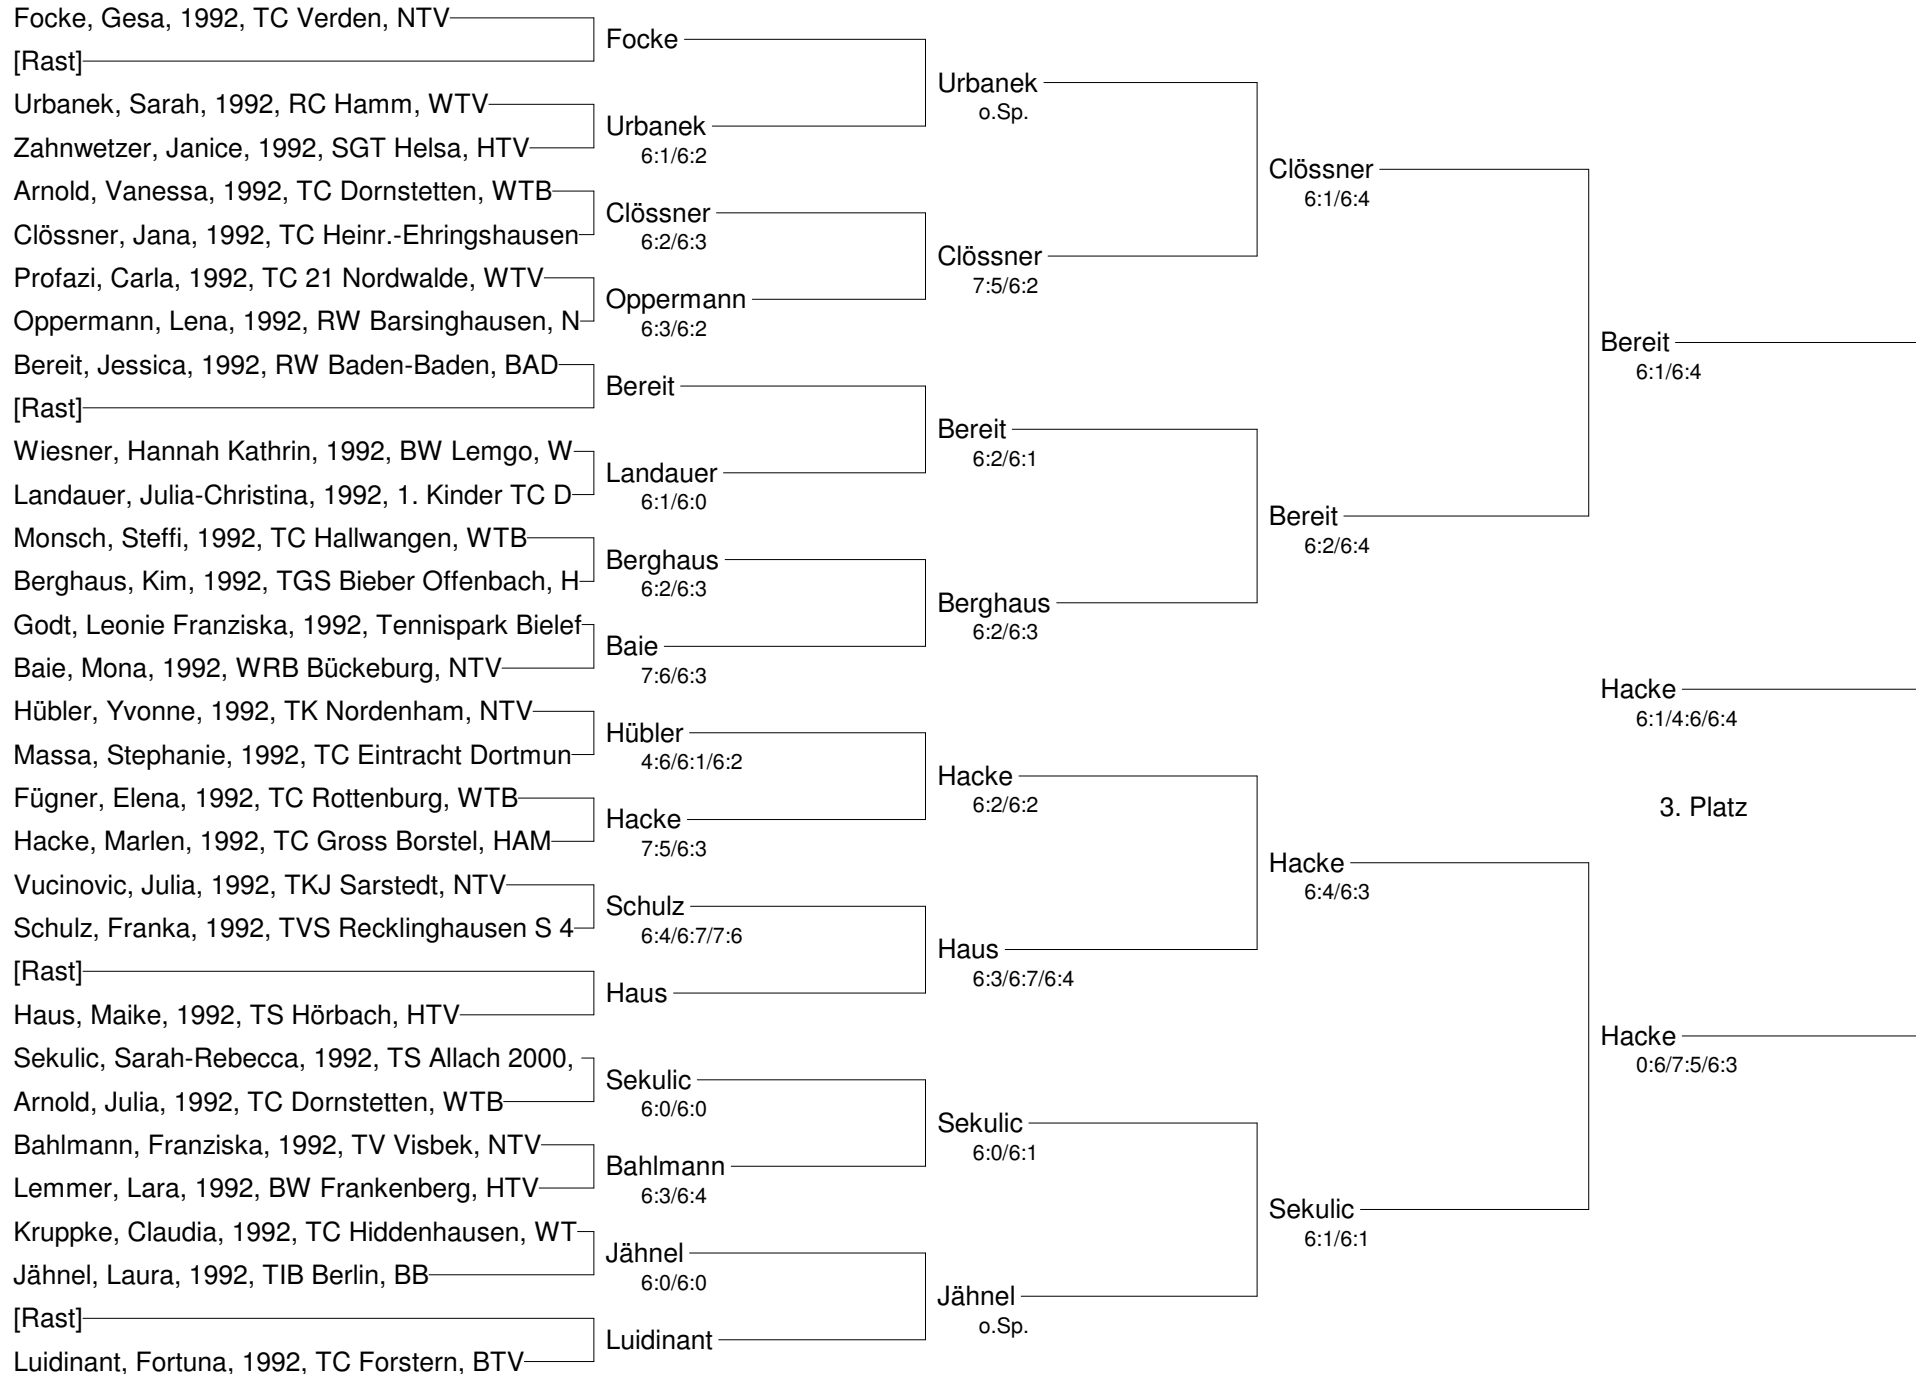 Focke, Gesa, 1992, TC Verden, NTV
[Rast]
Urbanek, Sarah, 1992, RC Hamm, WTV
Zahnwetzer, Janice, 1992, SGT Helsa, HTV
Arnold, Vanessa, 1992, TC Dornstetten, WTB
Clössner, Jana, 1992, TC Heinr.-Ehringshausen
Profazi, Carla, 1992, TC 21 Nordwalde, WTV
Oppermann, Lena, 1992, RW Barsinghausen, N
Bereit, Jessica, 1992, RW Baden-Baden, BAD
[Rast]
Wiesner, Hannah Kathrin, 1992, BW Lemgo, W
Landauer, Julia-Christina, 1992, 1. Kinder TC D
Monsch, Steffi, 1992, TC Hallwangen, WTB
Berghaus, Kim, 1992, TGS Bieber Offenbach, H
Godt, Leonie Franziska, 1992, Tennispark Bielef
Baie, Mona, 1992, WRB Bückeburg, NTV
Hübler, Yvonne, 1992, TK Nordenham, NTV
Massa, Stephanie, 1992, TC Eintracht Dortmun
Fügner, Elena, 1992, TC Rottenburg, WTB
Hacke, Marlen, 1992, TC Gross Borstel, HAM
Vucinovic, Julia, 1992, TKJ Sarstedt, NTV
Schulz, Franka, 1992, TVS Recklinghausen S 4
[Rast]
Haus, Maike, 1992, TS Hörbach, HTV
Sekulic, Sarah-Rebecca, 1992, TS Allach 2000,
Arnold, Julia, 1992, TC Dornstetten, WTB
Bahlmann, Franziska, 1992, TV Visbek, NTV
Lemmer, Lara, 1992, BW Frankenberg, HTV
Kruppke, Claudia, 1992, TC Hiddenhausen, WT
Jähnel, Laura, 1992, TIB Berlin, BB
[Rast]
Luidinant, Fortuna, 1992, TC Forstern, BTV
Focke
Urbanek
6:1/6:2
Clössner
6:2/6:3
Oppermann
6:3/6:2
Bereit
Landauer
6:1/6:0
Berghaus
6:2/6:3
Baie
7:6/6:3
Hübler
4:6/6:1/6:2
Hacke
7:5/6:3
Schulz
6:4/6:7/7:6
Haus
Sekulic
6:0/6:0
Bahlmann
6:3/6:4
Jähnel
6:0/6:0
Luidinant
Urbanek
o.Sp.
Clössner
7:5/6:2
Bereit
6:2/6:1
Berghaus
6:2/6:3
Hacke
6:2/6:2
Haus
6:3/6:7/6:4
Sekulic
6:0/6:1
Jähnel
o.Sp.
Clössner
6:1/6:4
Bereit
6:2/6:4
Hacke
6:4/6:3
Sekulic
6:1/6:1
Bereit
6:1/6:4
Hacke
6:1/4:6/6:4
3. Platz
Hacke
0:6/7:5/6:3